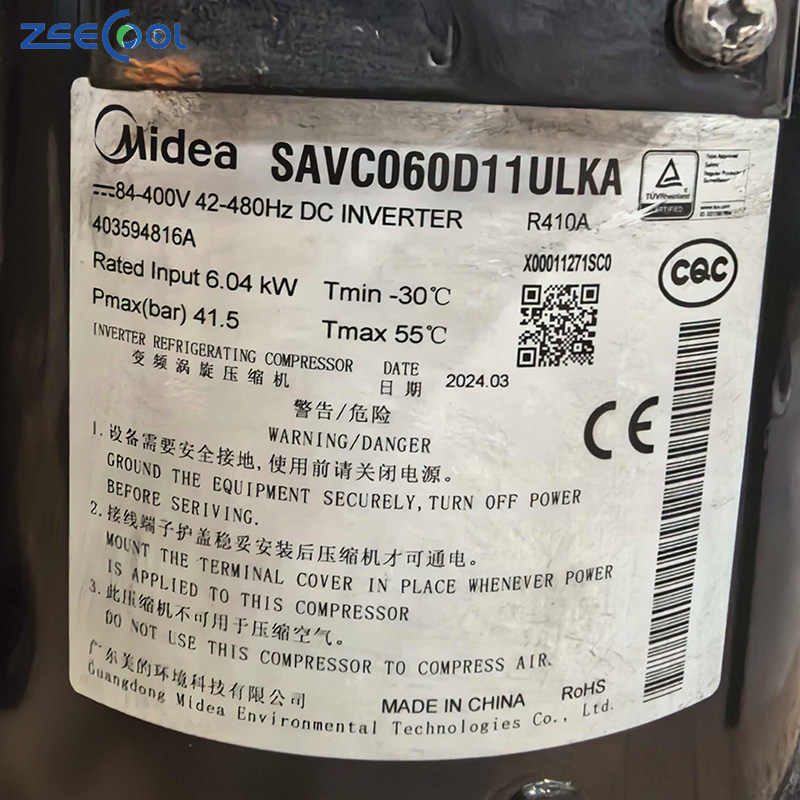 ZEECOOL
Midea SAVC060D11ULKA
84-400V 42-480Hz DC INVERTER R410A
403594816A
X00011271SC0
Rated Input 6.04 kW Tmin -30℃
Pmax(bar) 41.5 Tmax 55℃
CQC
TÜVRheinland
CERTIFIED
INVERTER REFRIGERATING COMPRESSOR DATE
变频涡旋压缩机 日期 2024.03
警告/危险
WARNING/DANGER
CE
1.设备需要安全接地,使用前请关闭电源。
GROUND THE EQUIPMENT SECURELY,TURN OFF POWER
BEFORE SERIVING.
2.接线端子护盖稳妥安装后压缩机才可通电。
MOUNT THE TERMINAL COVER IN PLACE WHENEVER POWER
IS APPLIED TO THIS COMPRESSOR
3.此压缩机不可用于压缩空气。
DO NOT USE THIS COMPRESSOR TO COMPRESS AIR.
广东美的环境科技有限公司 MADE IN CHINA RoHS
Guangdong Midea Environmental Technologies Co., Ltd.